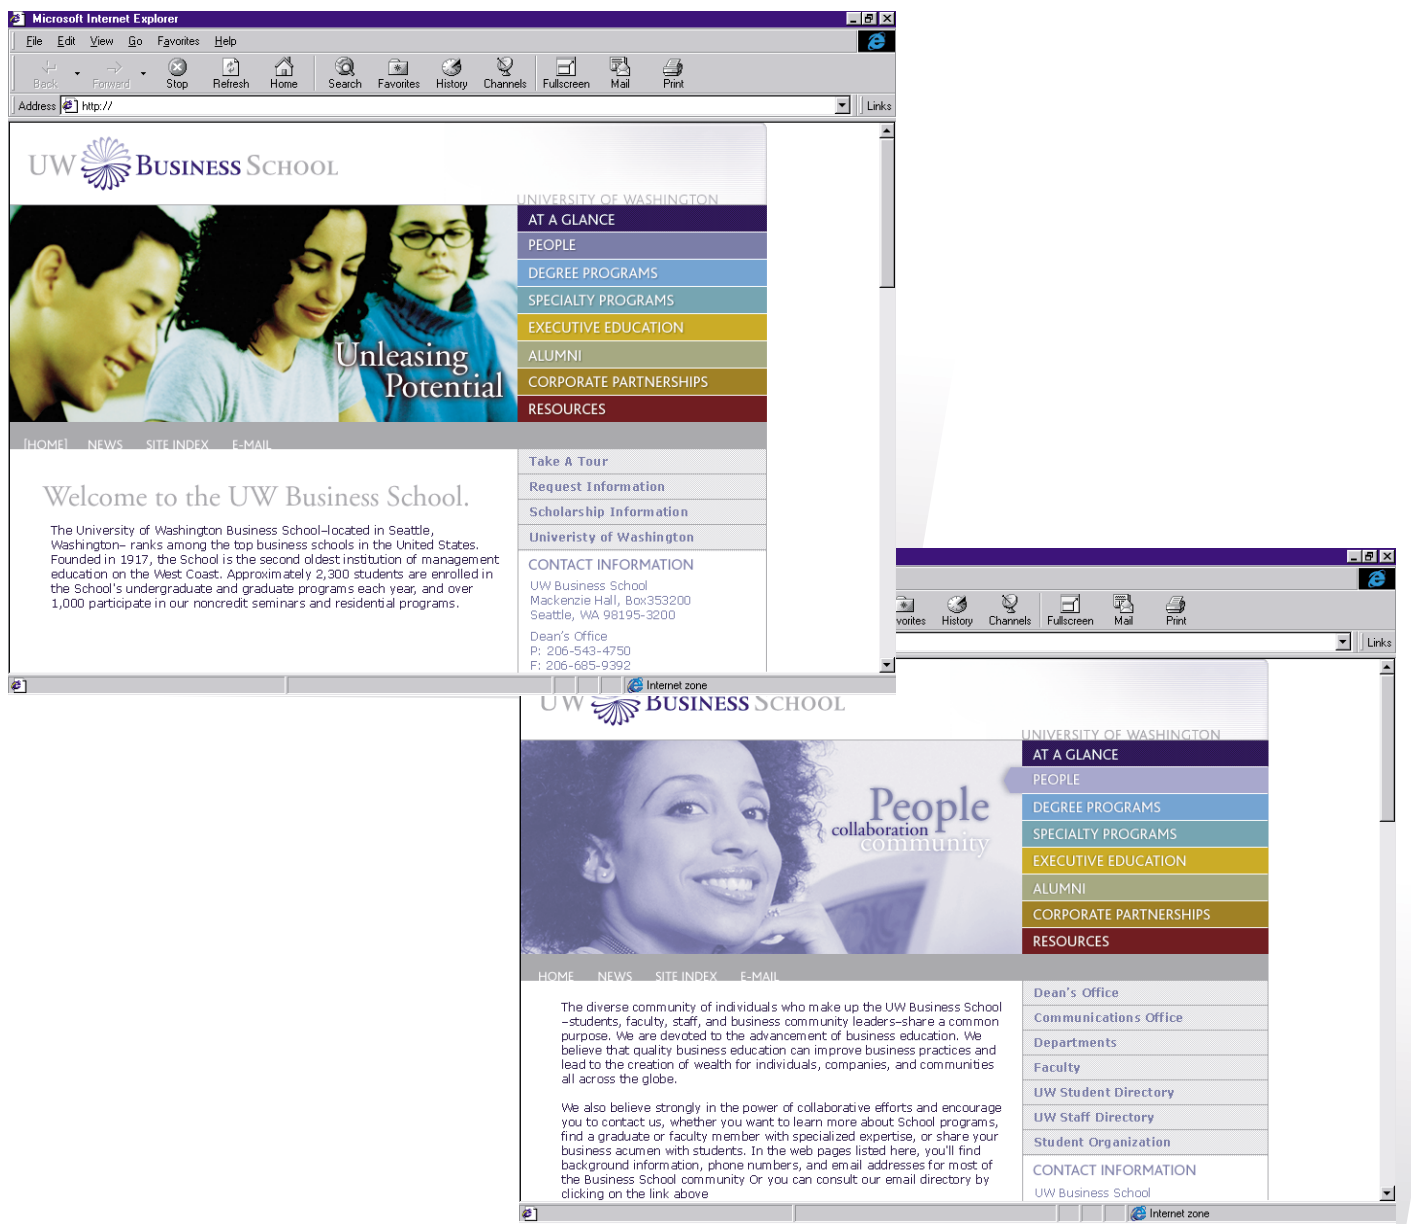 Microsoft Internet Explorer
File Edit View Go Favorites Help
Back Forward Stop Refresh Home Search Favorites History Channels Fullscreen Mail Print
Address http:// Links
UW BUSINESS SCHOOL
UNIVERSITY OF WASHINGTON
AT A GLANCE
PEOPLE
DEGREE PROGRAMS
SPECIALTY PROGRAMS
EXECUTIVE EDUCATION
ALUMNI
CORPORATE PARTNERSHIPS
RESOURCES
Unleasing
Potential
[HOME] NEWS SITE INDEX E-MAIL
Welcome to the UW Business School.
The University of Washington Business School–located in Seattle,
Washington– ranks among the top business schools in the United States.
Founded in 1917, the School is the second oldest institution of management
education on the West Coast. Approximately 2,300 students are enrolled in
the School's undergraduate and graduate programs each year, and over
1,000 participate in our noncredit seminars and residential programs.
Take A Tour
Request Information
Scholarship Information
Univeristy of Washington
CONTACT INFORMATION
UW Business School
Mackenzie Hall, Box353200
Seattle, WA 98195-3200
Dean's Office
P: 206-543-4750
F: 206-685-9392
Internet zone
vorites History Channels Fullscreen Mail Print
Links
UW BUSINESS SCHOOL
UNIVERSITY OF WASHINGTON
AT A GLANCE
PEOPLE
DEGREE PROGRAMS
SPECIALTY PROGRAMS
EXECUTIVE EDUCATION
ALUMNI
CORPORATE PARTNERSHIPS
RESOURCES
People
collaboration
community
HOME NEWS SITE INDEX E-MAIL
The diverse community of individuals who make up the UW Business School
–students, faculty, staff, and business community leaders–share a common
purpose. We are devoted to the advancement of business education. We
believe that quality business education can improve business practices and
lead to the creation of wealth for individuals, companies, and communities
all across the globe.
We also believe strongly in the power of collaborative efforts and encourage
you to contact us, whether you want to learn more about School programs,
find a graduate or faculty member with specialized expertise, or share your
business acumen with students. In the web pages listed here, you'll find
background information, phone numbers, and email addresses for most of
the Business School community Or you can consult our email directory by
clicking on the link above
Dean's Office
Communications Office
Departments
Faculty
UW Student Directory
UW Staff Directory
Student Organization
CONTACT INFORMATION
UW Business School
Internet zone